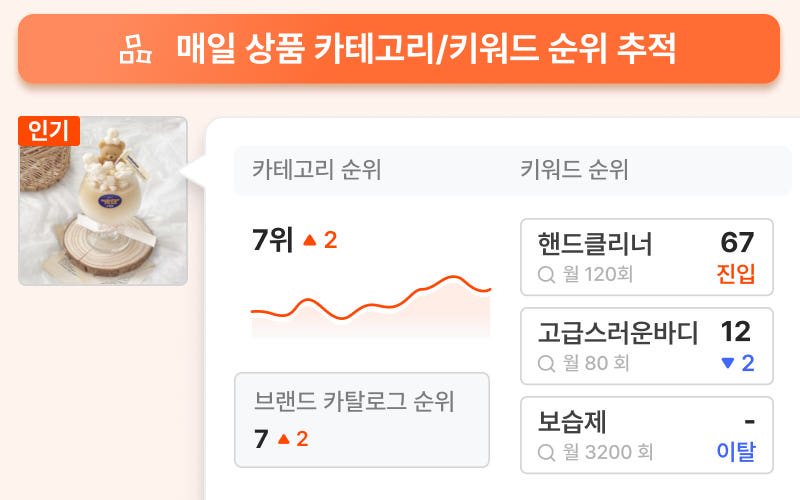 매일 상품 카테고리/키워드 순위 추적
인기
카테고리 순위
키워드 순위
7위 ▲ 2
핸드클리너 67
월 120회 진입
고급스러운바디 12
월 80 회 ▼ 2
브랜드 카탈로그 순위
7 ▲ 2
보습제 -
월 3200 회 이탈